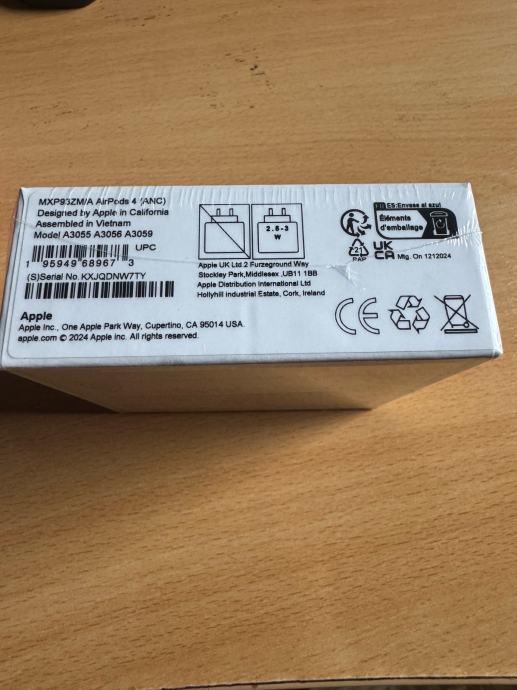 MXP93ZM/A AirPods 4 (ANC)
Designed by Apple in California
Assembled in Vietnam
Model A3055 A3056 A3059
UPC
1 95949 68967 3
(S)Serial No. KXJQDNW7TY
Apple
Apple Inc., One Apple Park Way, Cupertino, CA 95014 USA.
apple.com © 2024 Apple inc. All rights reserved.
2.5-3
W
Apple UK Ltd.2 Furzeground Way
Stockley Park,Middlesex ,UB11 1BB
Apple Distribution International Ltd
Hollyhill Industrial Estate, Cork, Ireland
FR ES:Envase al azul
Éléments
d'emballage
21
PAP
UK
CA Mfg. On 1212024
CE